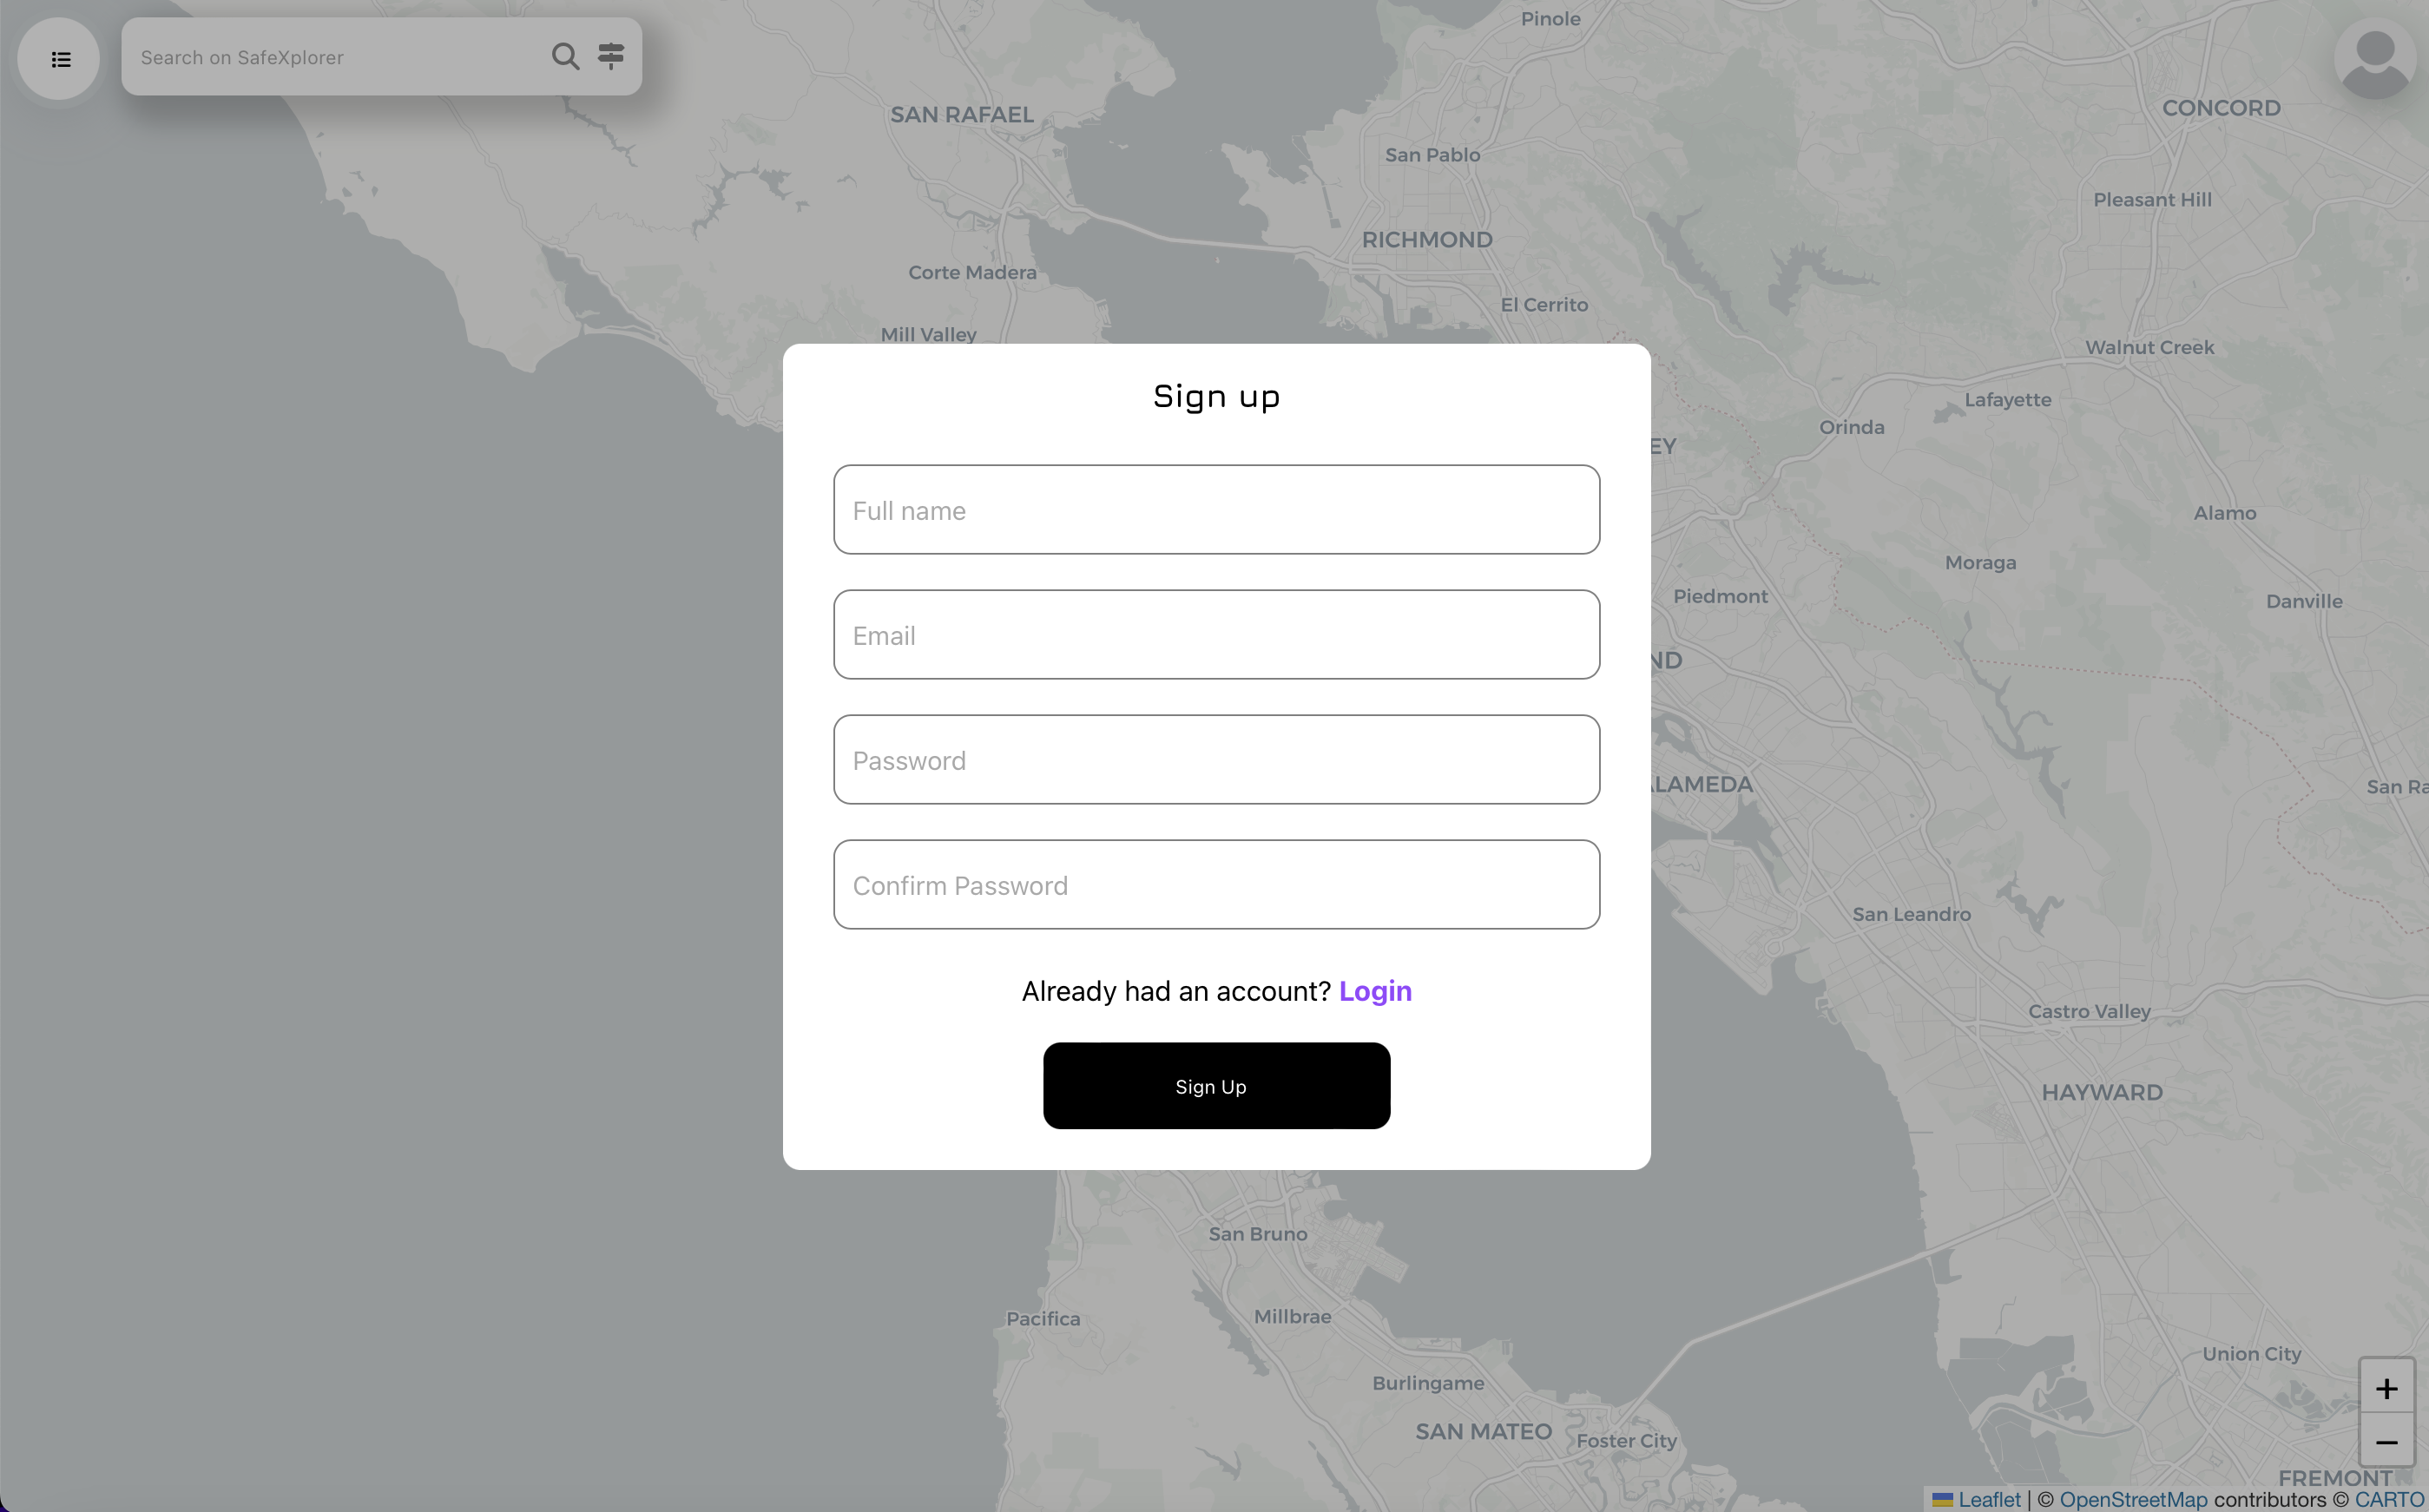 Search on SafeXplorer
Pinole
CONCORD
SAN RAFAEL
San Pablo
Pleasant Hill
RICHMOND
Corte Madera
El Cerrito
Mill Valley
Walnut Creek
Lafayette
Orinda
EY
Alamo
Moraga
Piedmont
Danville
ND
ALAMEDA
San Ra
San Leandro
Castro Valley
HAYWARD
Sign up
Full name
Email
Password
Confirm Password
Already had an account? Login
Sign Up
San Bruno
Pacifica
Millbrae
Union City
Burlingame
SAN MATEO
Foster City
+
−
FREMONT
Leaflet | © OpenStreetMap contributors © CARTO